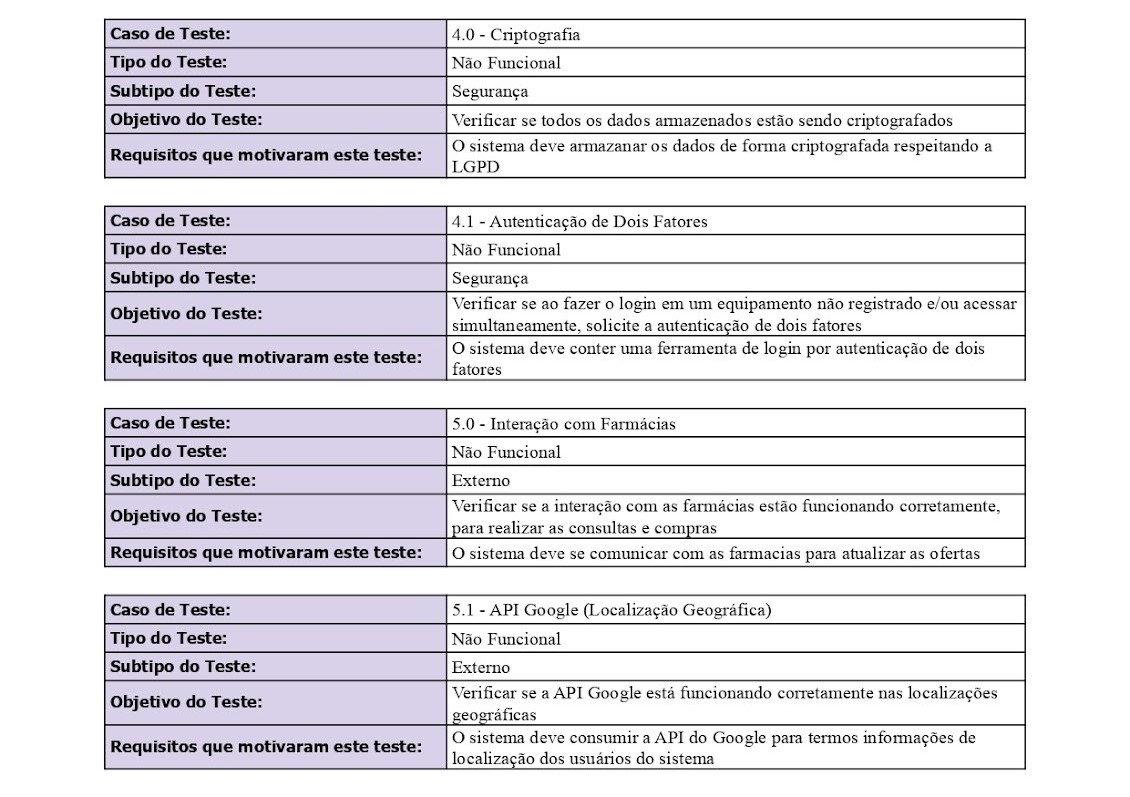 Caso de Teste: 4.0 - Criptografia
Tipo do Teste: Não Funcional
Subtipo do Teste: Segurança
Objetivo do Teste: Verificar se todos os dados armazenados estão sendo criptografados
Requisitos que motivaram este teste: O sistema deve armazanar os dados de forma criptografada respeitando a
LGPD
Caso de Teste: 4.1 - Autenticação de Dois Fatores
Tipo do Teste: Não Funcional
Subtipo do Teste: Segurança
Objetivo do Teste: Verificar se ao fazer o login em um equipamento não registrado e/ou acessar
simultaneamente, solicite a autenticação de dois fatores
Requisitos que motivaram este teste: O sistema deve conter uma ferramenta de login por autenticação de dois
fatores
Caso de Teste: 5.0 - Interação com Farmácias
Tipo do Teste: Não Funcional
Subtipo do Teste: Externo
Objetivo do Teste: Verificar se a interação com as farmácias estão funcionando corretamente,
para realizar as consultas e compras
Requisitos que motivaram este teste: O sistema deve se comunicar com as farmacias para atualizar as ofertas
Caso de Teste: 5.1 - API Google (Localização Geográfica)
Tipo do Teste: Não Funcional
Subtipo do Teste: Externo
Objetivo do Teste: Verificar se a API Google está funcionando corretamente nas localizações
geográficas
Requisitos que motivaram este teste: O sistema deve consumir a API do Google para termos informações de
localização dos usuários do sistema